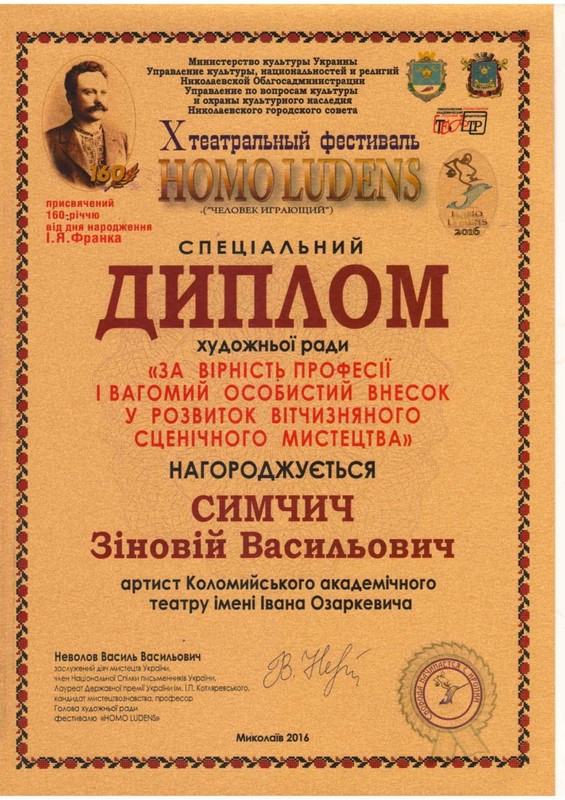 Министерство культуры Украины
Управление культуры, национальностей и религий
Николаевской Облгосадминистрации
Управление по вопросам культуры
и охраны культурного наследия
Николаевского городского совета
X театральный фестиваль
HOMO LUDENS
("ЧЕЛОВЕК ИГРАЮЩИЙ")
160
присвячений
160-річчю
від дня народження
І.Я.Франка
HOMO
LUDENS
2016
СПЕЦІАЛЬНИЙ
ДИПЛОМ
художньої ради
«ЗА ВІРНІСТЬ ПРОФЕСІЇ
І ВАГОМИЙ ОСОБИСТИЙ ВНЕСОК
У РОЗВИТОК ВІТЧИЗНЯНОГО
СЦЕНІЧНОГО МИСТЕЦТВА»
НАГОРОДЖУЄТЬСЯ
СИМЧИЧ
Зіновій Васильович
артист Коломийського академічного
театру імені Івана Озаркевича
Неволов Василь Васильович
заслужений діяч мистецтв України,
член Національної Спілки письменників України,
Лауреат Державної премії України ім. І.П. Котляревського,
кандидат мистецтвознавства, професор
Голова художньої ради
фестивалю «HOMO LUDENS»
Миколаїв 2016